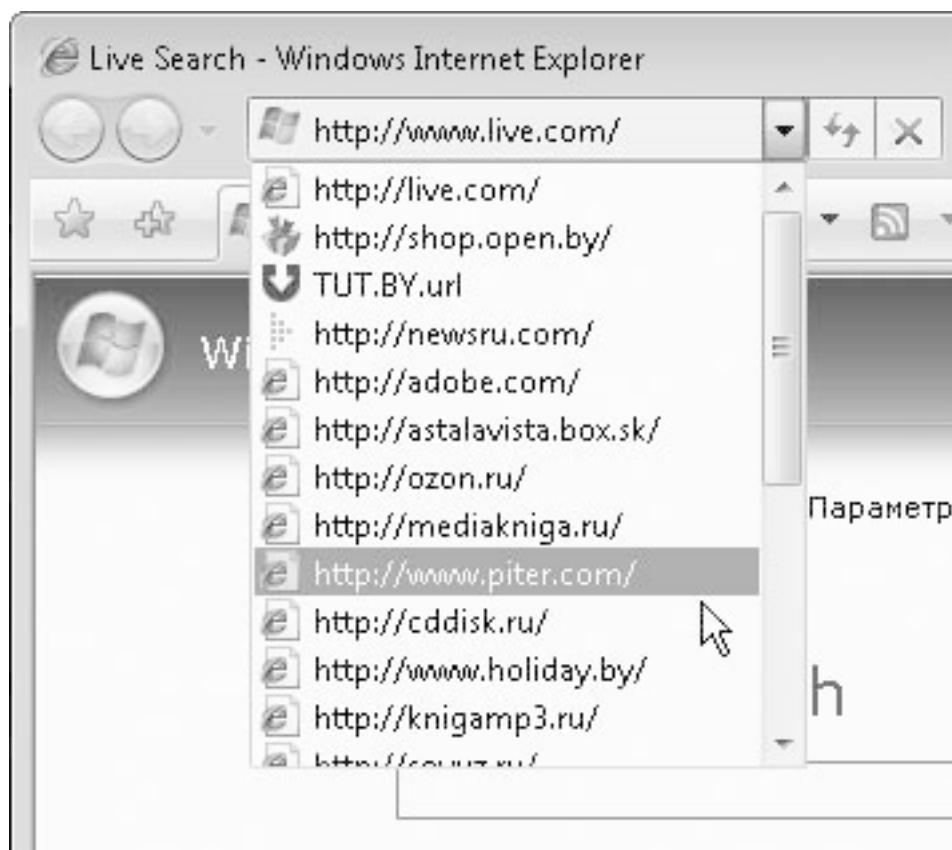 Live Search - Windows Internet Explorer
http://www.live.com/
http://live.com/
http://shop.open.by/
TUT.BY.url
http://newsru.com/
Wi
http://adobe.com/
http://astalavista.box.sk/
http://ozon.ru/
http://mediakniga.ru/
Параметр
http://www.piter.com/
http://cddisk.ru/
http://www.holiday.by/
h
http://knigamp3.ru/